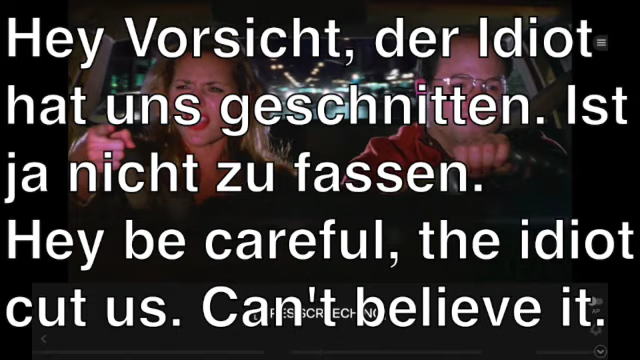 Hey Vorsicht, der Idiot
hat uns geschnitten. Ist
ja nicht zu fassen.
Hey be careful, the idiot
cut us. Can't believe it.